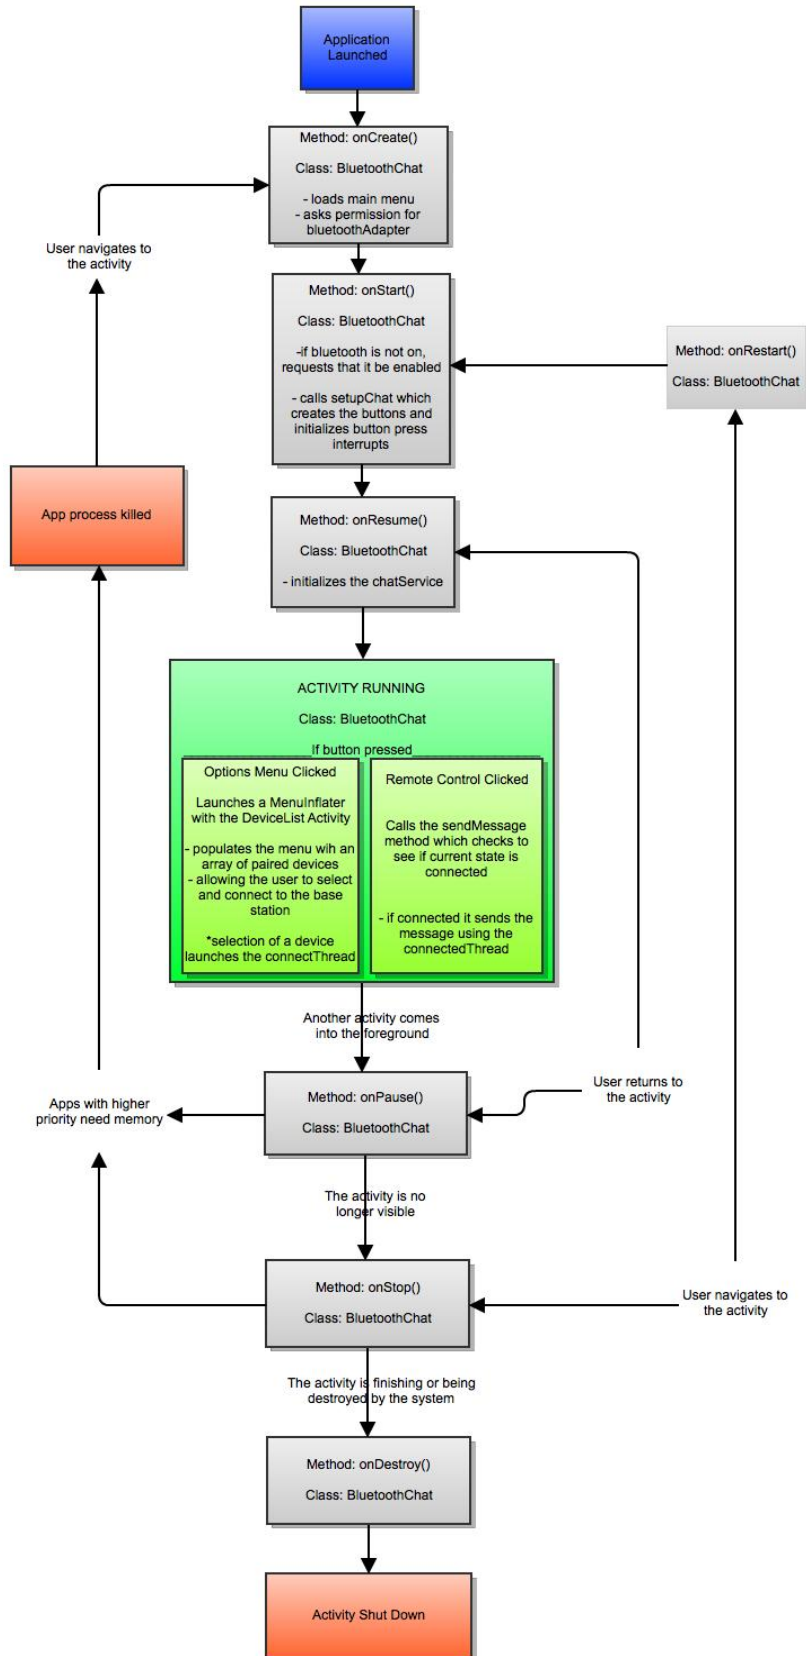 Application
Launched
Method: onCreate()
Class: BluetoothChat
- loads main menu
- asks permission for
bluetoothAdapter
User navigates to
the activity
Method: onStart()
Class: BluetoothChat
-if bluetooth is not on,
requests that it be enabled
- calls setupChat which
creates the buttons and
initializes button press
interrupts
Method: onRestart()
Class: BluetoothChat
App process killed
Method: onResume()
Class: BluetoothChat
- initializes the chatService
ACTIVITY RUNNING
Class: BluetoothChat
If button pressed
Options Menu Clicked
Launches a MenuInflater
with the DeviceList Activity
- populates the menu wih an
array of paired devices
- allowing the user to select
and connect to the base
station
*selection of a device
launches the connectThread
Remote Control Clicked
Calls the sendMessage
method which checks to
see if current state is
connected
- if connected it sends the
message using the
connectedThread
Another activity comes
into the foreground
Method: onPause()
Class: BluetoothChat
User returns to
the activity
Apps with higher
priority need memory
The activity is no
longer visible
Method: onStop()
Class: BluetoothChat
User navigates to
the activity
The activity is finishing or being
destroyed by the system
Method: onDestroy()
Class: BluetoothChat
Activity Shut Down